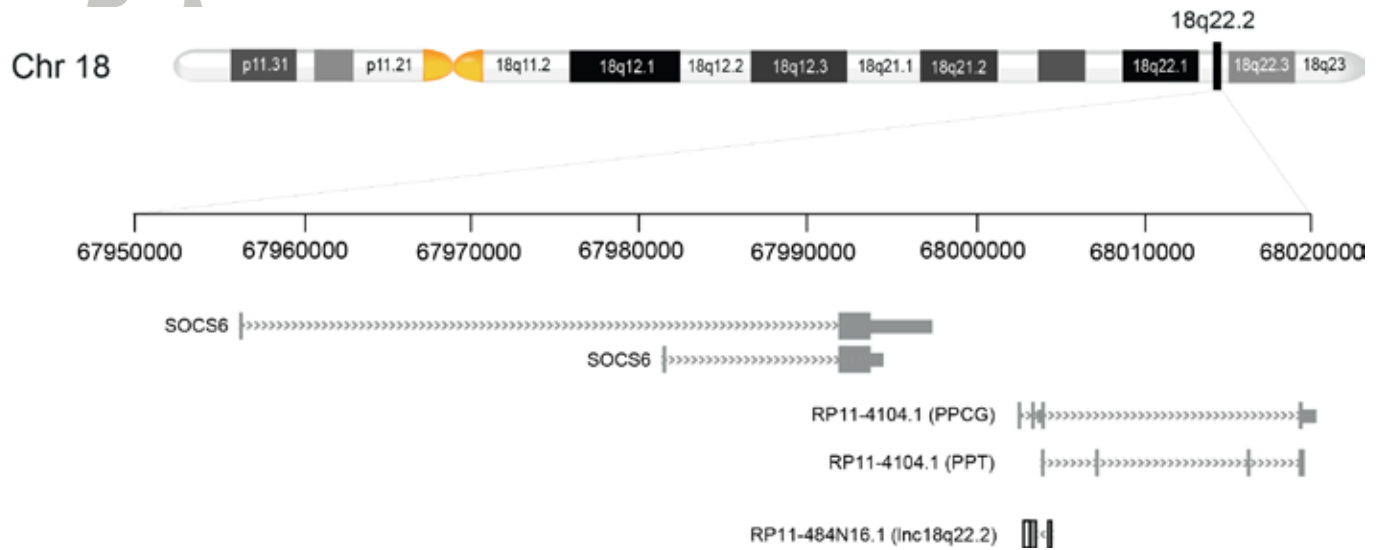 18q22.2
Chr 18
p11.31 p11.21 18q11.2 18q12.1 18q12.2 18q12.3 18q21.1 18q21.2 18q22.1 18q22.3 18q23
67950000 67960000 67970000 67980000 67990000 68000000 68010000 68020000
SOCS6
SOCS6
RP11-4104.1 (PPCG)
RP11-4104.1 (PPT)
RP11-484N16.1 (lnc18q22.2)